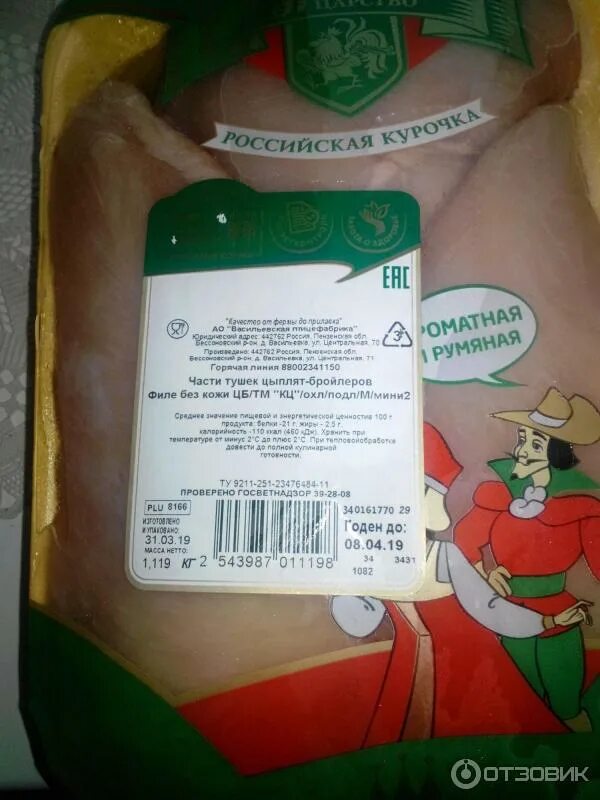 ЦАРСТВО
РОССИЙСКАЯ КУРОЧКА
ЗАБОТА О ЗДОРОВЬЕ
EAC
"Качество от фермы до прилавка"
АО "Васильевская птицефабрика"
Юридический адрес: 442762 Россия, Пензенская обл.
Бессоновский р-он, д. Васильевка, ул. Центральная, 70
Произведено: 442762 Россия, Пензенская обл.
Бессоновский р-он, д. Васильевка, ул. Центральная, 71
Горячая линия 88002341150
3
Части тушек цыплят-бройлеров
Филе без кожи ЦБ/ТМ "КЦ"/охл/подл/М/мини2
Среднее значение пищевой и энергетической ценностив 100 г
продукта: белки -21 г, жиры - 2,5 г.
калорийность -110 ккал (460 кДж). Хранить при
температуре от минус 2°С до плюс 2°С. При тепловойобработке
довести до полной кулинарной
готовности.
ТУ 9211-251-23476484-11
ПРОВЕРЕНО ГОСВЕТНАДЗОР 39-28-08
РОМАТНАЯ
И РУМЯНАЯ
PLU 8166
340161770 29
ИЗГОТОВЛЕНО
И УПАКОВАНО:
31.03.19
Годен до:
08.04.19
МАССА НЕТТО:
1,119 КГ
2 543987 011198
34 3431
1082
ОТЗОВИК